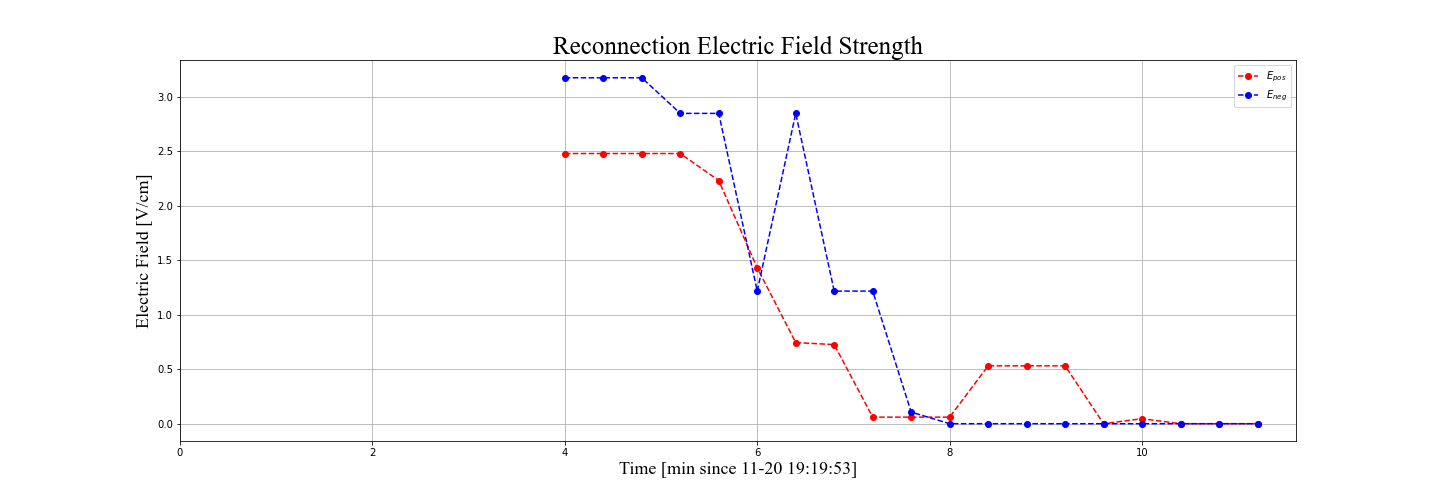 Reconnection Electric Field Strength
E_pos
E_neg
Electric Field [V/cm]
3.0
2.5
2.0
1.5
1.0
0.5
0.0
0 2 4 6 8 10
Time [min since 11-20 19:19:53]